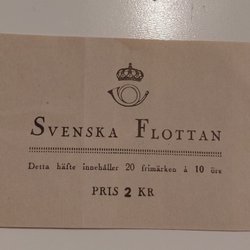 SVENSKA FLOTTAN
Detta häfte innehåller 20 frimärken à 10 öre
PRIS 2 KR